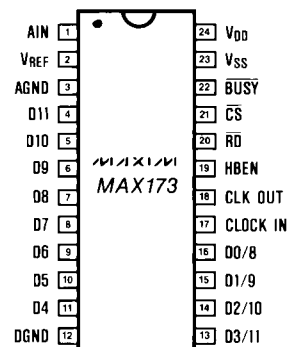 AIN 1 24 VDD
VREF 2 23 VSS
AGND 3 22 BUSY
D11 4 21 CS
D10 5 20 RD
D9 6 MAXIM 19 HBEN
D8 7 MAX173 18 CLK OUT
D7 8 17 CLOCK IN
D6 9 16 D0/8
D5 10 15 D1/9
D4 11 14 D2/10
DGND 12 13 D3/11